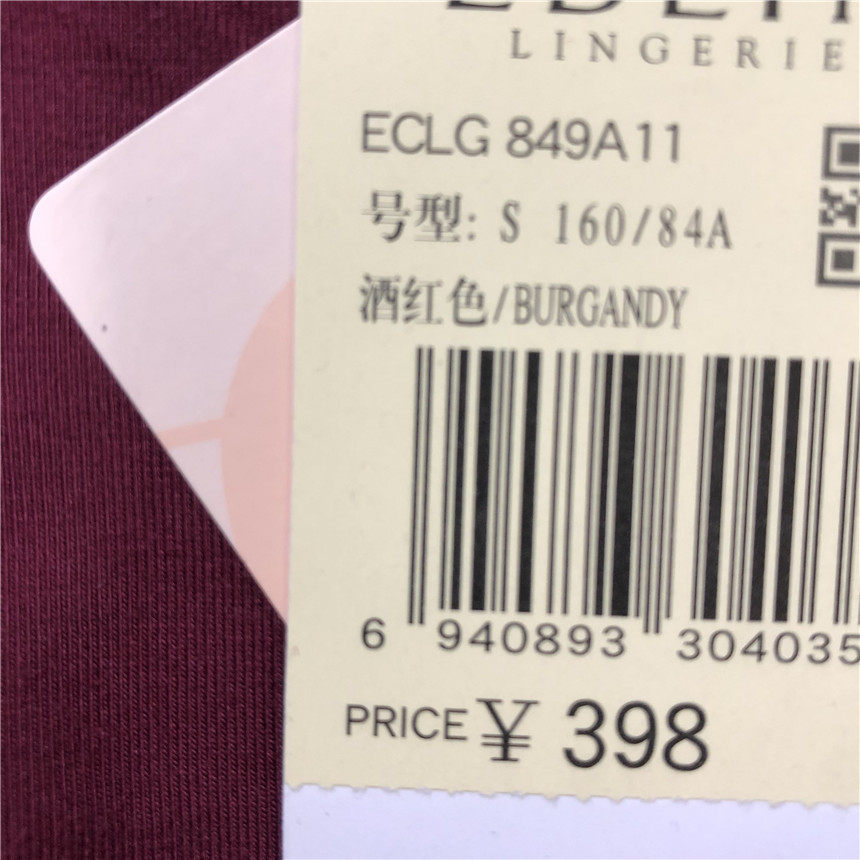 LINGERIE
ECLG 849A11
号型: S 160/84A
酒红色/BURGANDY
6 940893 304035
PRICE ¥ 398